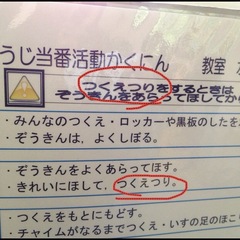 うじ当番活動かくにん 教室
つくえつりをするときは
ぞうきんをあらってほしてから
・みんなのつくえ・ロッカーや黒板のしたを
・ぞうきんは、よくしぼる。
・ぞうきんをよくあらってほす。
・きれいにほして、つくえつり。
・つくえをもとにもどす。
・チャイムがなるまでつくえ・いすの足のほこ